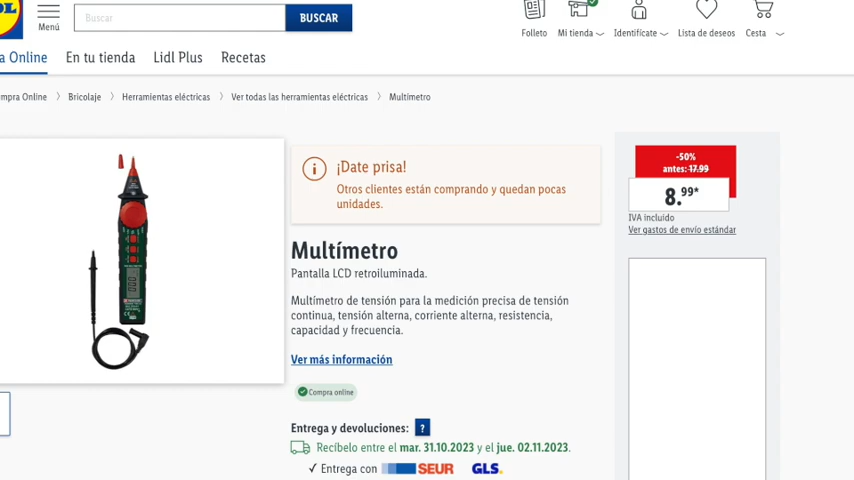 DL
Menú
Buscar
BUSCAR
Folleto
Mi tienda
Identifícate
Lista de deseos
Cesta
a Online
En tu tienda
Lidl Plus
Recetas
mpra Online > Bricolaje > Herramientas eléctricas > Ver todas las herramientas eléctricas > Multímetro
¡Date prisa!
Otros clientes están comprando y quedan pocas
unidades.
-50%
antes: 17.99
8.99*
IVA incluido
Ver gastos de envío estándar
Multímetro
Pantalla LCD retroiluminada.
Multímetro de tensión para la medición precisa de tensión
continua, tensión alterna, corriente alterna, resistencia,
capacidad y frecuencia.
Ver más información
Compra online
Entrega y devoluciones: ?
Recíbelo entre el mar. 31.10.2023 y el jue. 02.11.2023.
✓ Entrega con SEUR GLS.